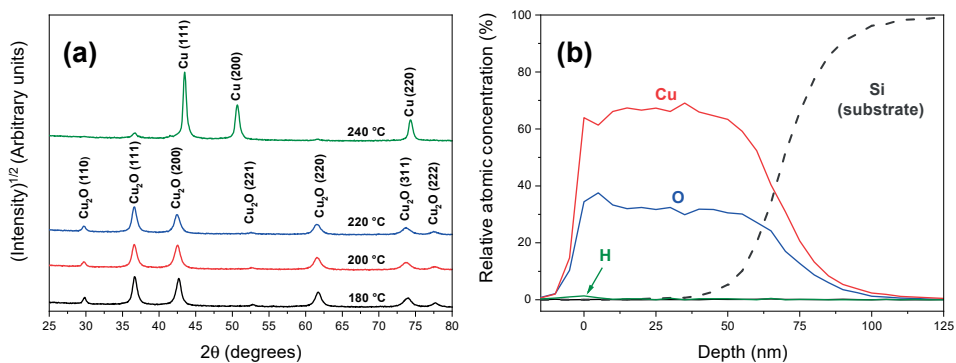 (a)
(Intensity)1/2 (Arbitrary units)
Cu (111)
Cu (200)
Cu (220)
240 °C
Cu2O (110)
Cu2O (111)
Cu2O (200)
Cu2O (221)
Cu2O (220)
Cu2O (311)
Cu2O (222)
220 °C
200 °C
180 °C
25 30 35 40 45 50 55 60 65 70 75 80
2θ (degrees)
(b)
Relative atomic concentration (%)
100
80
60
40
20
0
Cu
Si
(substrate)
O
H
0 25 50 75 100 125
Depth (nm)